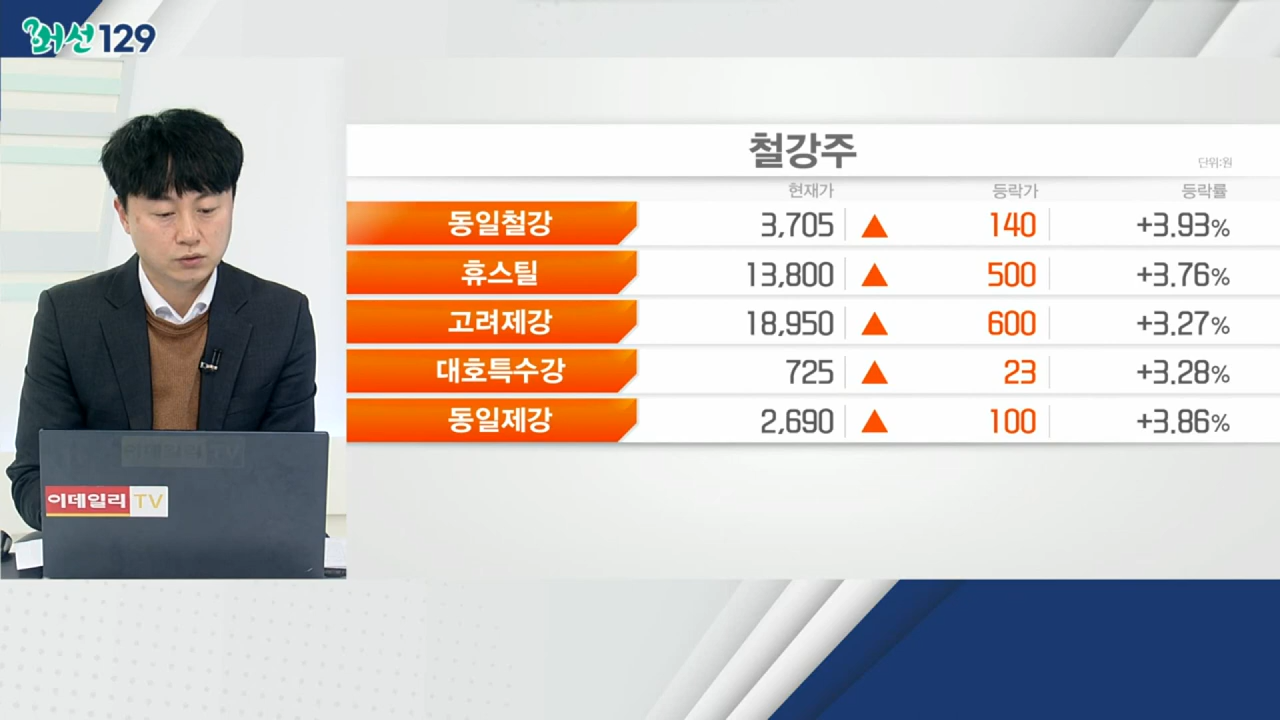 머선129
철강주
단위:원
현재가 등락가 등락률
동일철강 3,705 ▲ 140 +3.93%
휴스틸 13,800 ▲ 500 +3.76%
고려제강 18,950 ▲ 600 +3.27%
대호특수강 725 ▲ 23 +3.28%
동일제강 2,690 ▲ 100 +3.86%
이데일리TV